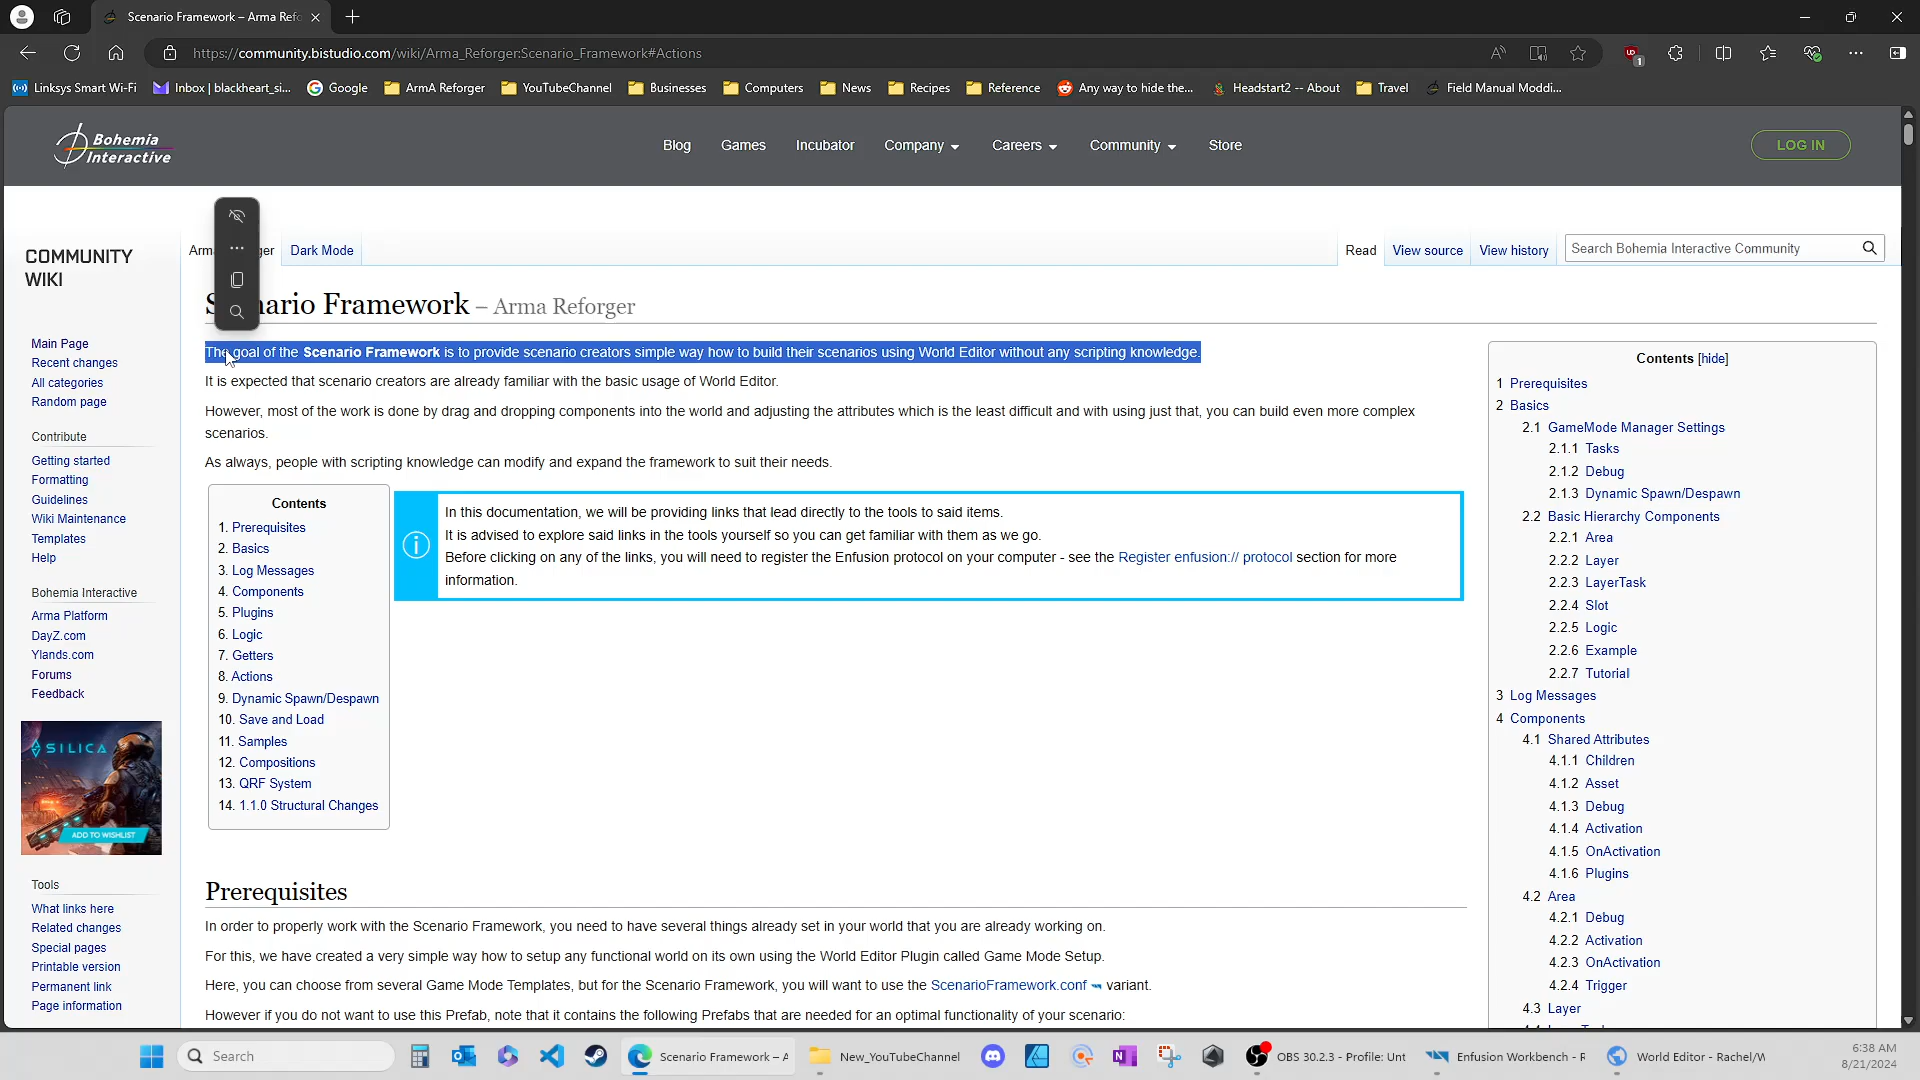 Scenario Framework – Arma Refo
https://community.bistudio.com/wiki/Arma_Reforger:Scenario_Framework#Actions
1
Linksys Smart Wi-Fi
Inbox | blackheart_si...
Google
ArmA Reforger
YouTubeChannel
Businesses
Computers
News
Recipes
Reference
Any way to hide the...
Headstart2 -- About
Travel
Field Manual Moddi...
Bohemia
Interactive
Blog
Games
Incubator
Company
Careers
Community
Store
LOG IN
COMMUNITY
WIKI
Arma
ger
Dark Mode
Read
View source
View history
Search Bohemia Interactive Community
Main Page
Recent changes
All categories
Random page
Contribute
Getting started
Formatting
Guidelines
Wiki Maintenance
Templates
Help
Bohemia Interactive
Arma Platform
DayZ.com
Ylands.com
Forums
Feedback
SILICA
ADD TO WISHLIST
Tools
What links here
Related changes
Special pages
Printable version
Permanent link
Page information
Scenario Framework – Arma Reforger
The goal of the Scenario Framework is to provide scenario creators simple way how to build their scenarios using World Editor without any scripting knowledge.
It is expected that scenario creators are already familiar with the basic usage of World Editor.
However, most of the work is done by drag and dropping components into the world and adjusting the attributes which is the least difficult and with using just that, you can build even more complex
scenarios.
As always, people with scripting knowledge can modify and expand the framework to suit their needs.
Contents
1. Prerequisites
2. Basics
3. Log Messages
4. Components
5. Plugins
6. Logic
7. Getters
8. Actions
9. Dynamic Spawn/Despawn
10. Save and Load
11. Samples
12. Compositions
13. QRF System
14. 1.1.0 Structural Changes
In this documentation, we will be providing links that lead directly to the tools to said items.
It is advised to explore said links in the tools yourself so you can get familiar with them as we go.
Before clicking on any of the links, you will need to register the Enfusion protocol on your computer - see the Register enfusion:// protocol section for more
information.
Prerequisites
In order to properly work with the Scenario Framework, you need to have several things already set in your world that you are already working on.
For this, we have created a very simple way how to setup any functional world on its own using the World Editor Plugin called Game Mode Setup.
Here, you can choose from several Game Mode Templates, but for the Scenario Framework, you will want to use the ScenarioFramework.conf variant.
However if you do not want to use this Prefab, note that it contains the following Prefabs that are needed for an optimal functionality of your scenario:
Contents [hide]
1 Prerequisites
2 Basics
2.1 GameMode Manager Settings
2.1.1 Tasks
2.1.2 Debug
2.1.3 Dynamic Spawn/Despawn
2.2 Basic Hierarchy Components
2.2.1 Area
2.2.2 Layer
2.2.3 LayerTask
2.2.4 Slot
2.2.5 Logic
2.2.6 Example
2.2.7 Tutorial
3 Log Messages
4 Components
4.1 Shared Attributes
4.1.1 Children
4.1.2 Asset
4.1.3 Debug
4.1.4 Activation
4.1.5 OnActivation
4.1.6 Plugins
4.2 Area
4.2.1 Debug
4.2.2 Activation
4.2.3 OnActivation
4.2.4 Trigger
4.3 Layer
Search
Scenario Framework – A
New_YouTubeChannel
OBS 30.2.3 - Profile: Unt
Enfusion Workbench - R
World Editor - Rachel/W
6:38 AM
8/21/2024